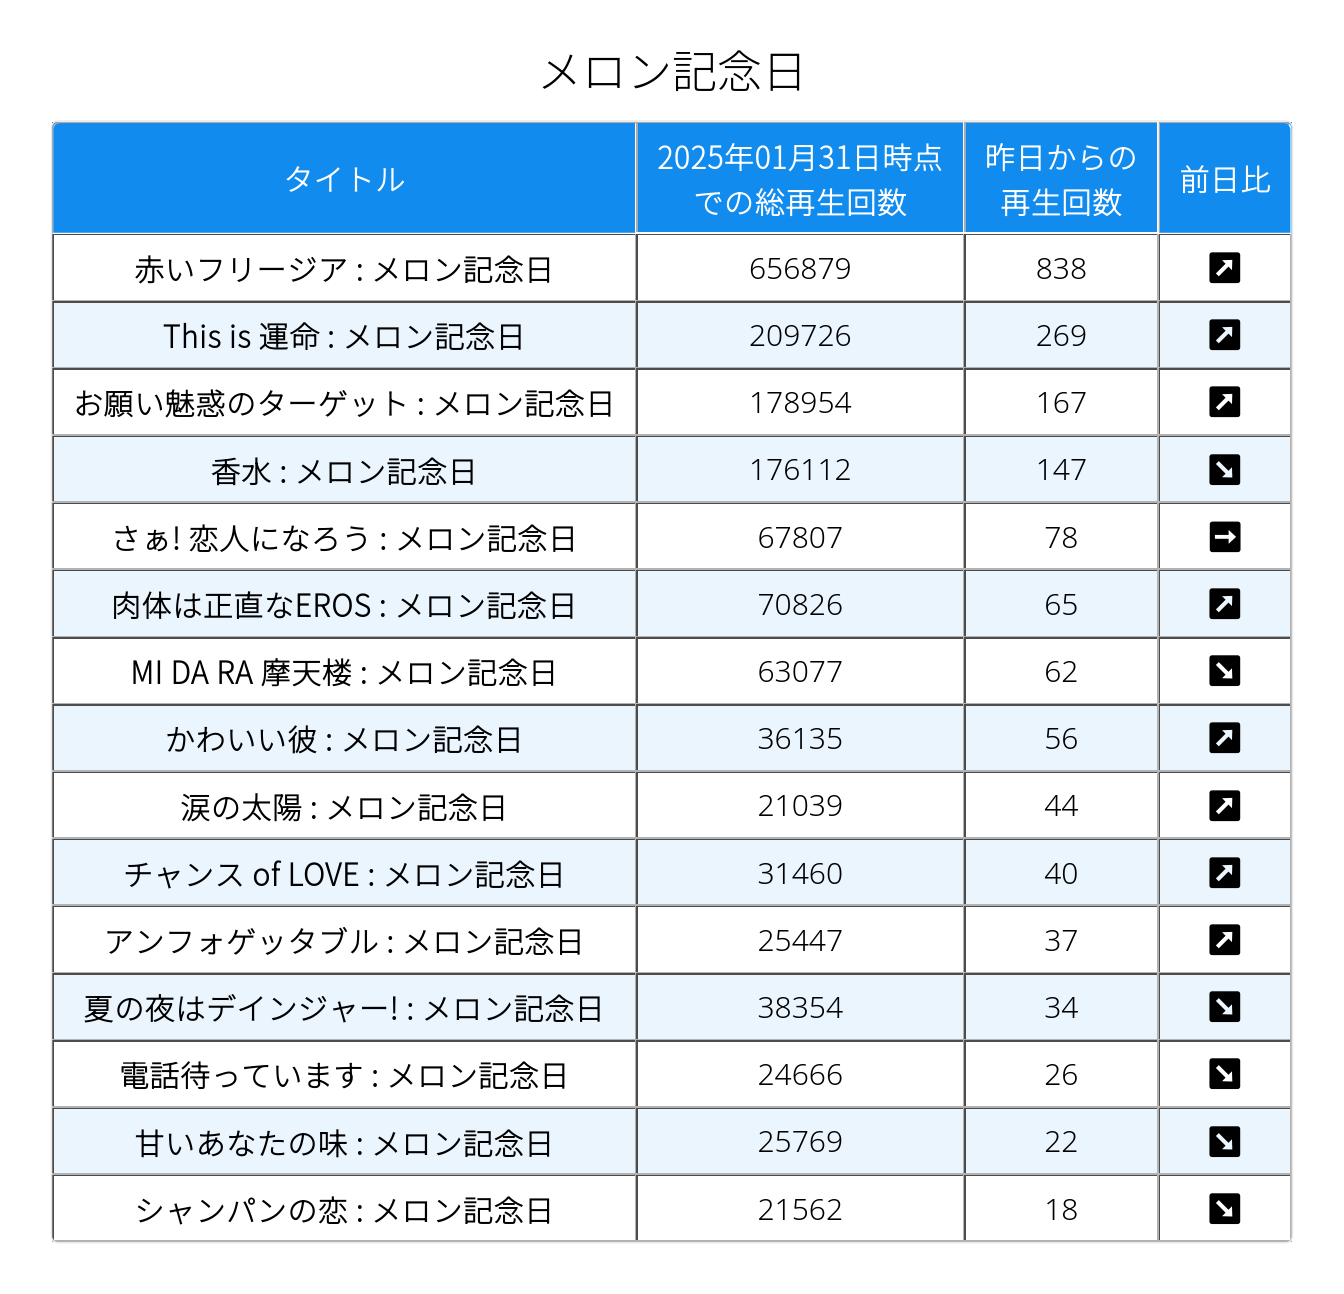 メロン記念日
タイトル
2025年01月31日時点
での総再生回数
昨日からの
再生回数
前日比
赤いフリージア : メロン記念日 656879 838
This is 運命 : メロン記念日 209726 269
お願い魅惑のターゲット : メロン記念日 178954 167
香水 : メロン記念日 176112 147
さぁ! 恋人になろう : メロン記念日 67807 78
肉体は正直なEROS : メロン記念日 70826 65
MI DA RA 摩天楼 : メロン記念日 63077 62
かわいい彼 : メロン記念日 36135 56
涙の太陽 : メロン記念日 21039 44
チャンス of LOVE : メロン記念日 31460 40
アンフォゲッタブル : メロン記念日 25447 37
夏の夜はデインジャー! : メロン記念日 38354 34
電話待っています : メロン記念日 24666 26
甘いあなたの味 : メロン記念日 25769 22
シャンパンの恋 : メロン記念日 21562 18